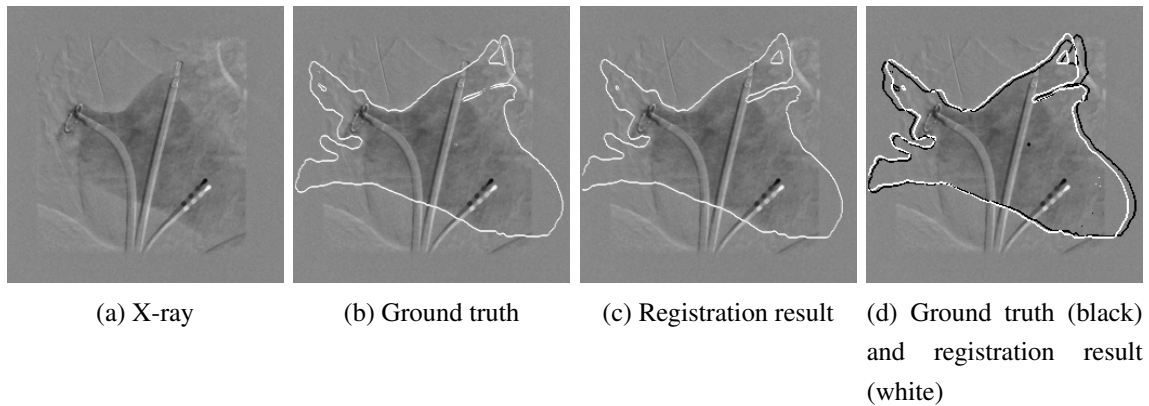 (a) X-ray
(b) Ground truth
(c) Registration result
(d) Ground truth (black)
and registration result
(white)